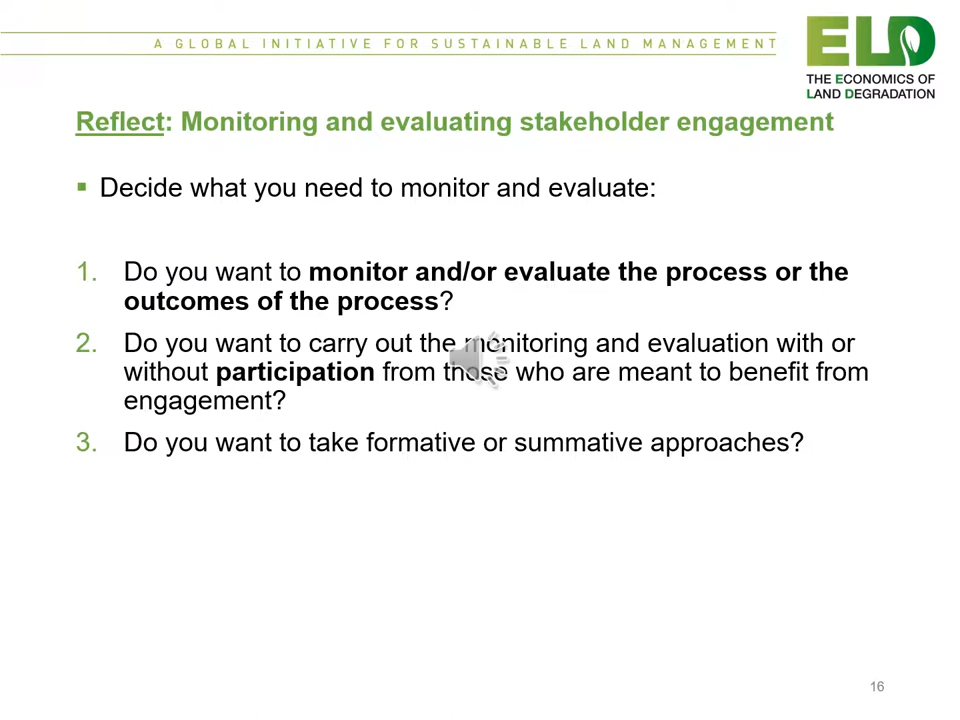 A GLOBAL INITIATIVE FOR SUSTAINABLE LAND MANAGEMENT
ELD
THE ECONOMICS OF
LAND DEGRADATION
Reflect: Monitoring and evaluating stakeholder engagement
▪ Decide what you need to monitor and evaluate:
1. Do you want to monitor and/or evaluate the process or the
outcomes of the process?
2. Do you want to carry out the monitoring and evaluation with or
without participation from those who are meant to benefit from
engagement?
3. Do you want to take formative or summative approaches?
16